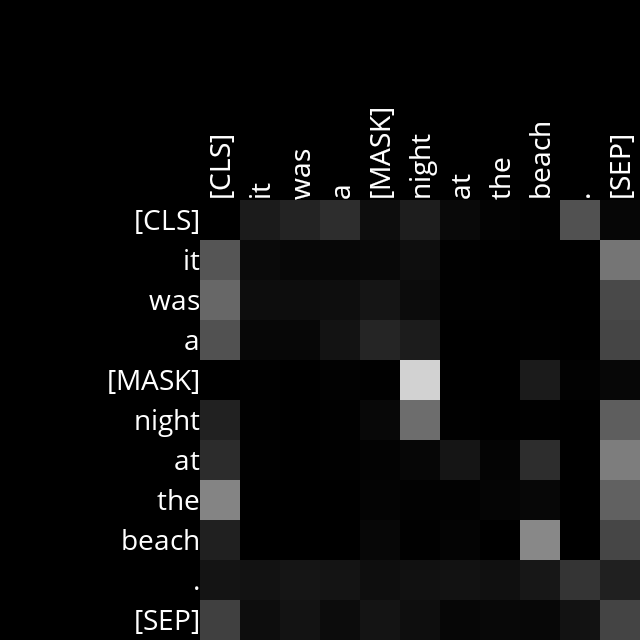 [CLS] it was a [MASK] night at the beach . [SEP]
[CLS]
it
was
a
[MASK]
night
at
the
beach
.
[SEP]